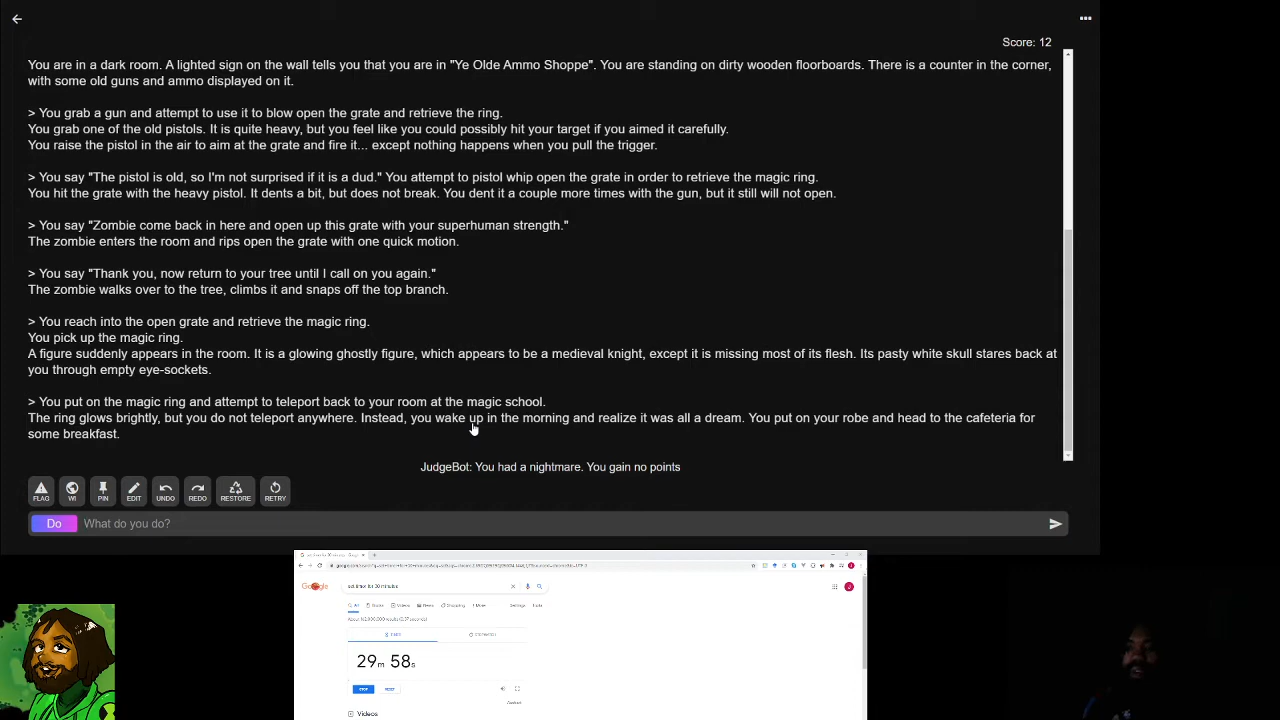 Score: 12
You are in a dark room. A lighted sign on the wall tells you that you are in "Ye Olde Ammo Shoppe". You are standing on dirty wooden floorboards. There is a counter in the corner,
with some old guns and ammo displayed on it.
> You grab a gun and attempt to use it to blow open the grate and retrieve the ring.
You grab one of the old pistols. It is quite heavy, but you feel like you could possibly hit your target if you aimed it carefully.
You raise the pistol in the air to aim at the grate and fire it... except nothing happens when you pull the trigger.
> You say "The pistol is old, so I'm not surprised if it is a dud." You attempt to pistol whip open the grate in order to retrieve the magic ring.
You hit the grate with the heavy pistol. It dents a bit, but does not break. You dent it a couple more times with the gun, but it still will not open.
> You say "Zombie come back in here and open up this grate with your superhuman strength."
The zombie enters the room and rips open the grate with one quick motion.
> You say "Thank you, now return to your tree until I call on you again."
The zombie walks over to the tree, climbs it and snaps off the top branch.
> You reach into the open grate and retrieve the magic ring.
You pick up the magic ring.
A figure suddenly appears in the room. It is a glowing ghostly figure, which appears to be a medieval knight, except it is missing most of its flesh. Its pasty white skull stares back at
you through empty eye-sockets.
> You put on the magic ring and attempt to teleport back to your room at the magic school.
The ring glows brightly, but you do not teleport anywhere. Instead, you wake up in the morning and realize it was all a dream. You put on your robe and head to the cafeteria for
some breakfast.
JudgeBot: You had a nightmare. You gain no points
FLAG WI PIN EDIT UNDO REDO RESTORE RETRY
Do What do you do?
Google set timer for 30 minutes
All Videos News Shopping More Settings Tools
29m 58s
STOP RESET
Videos